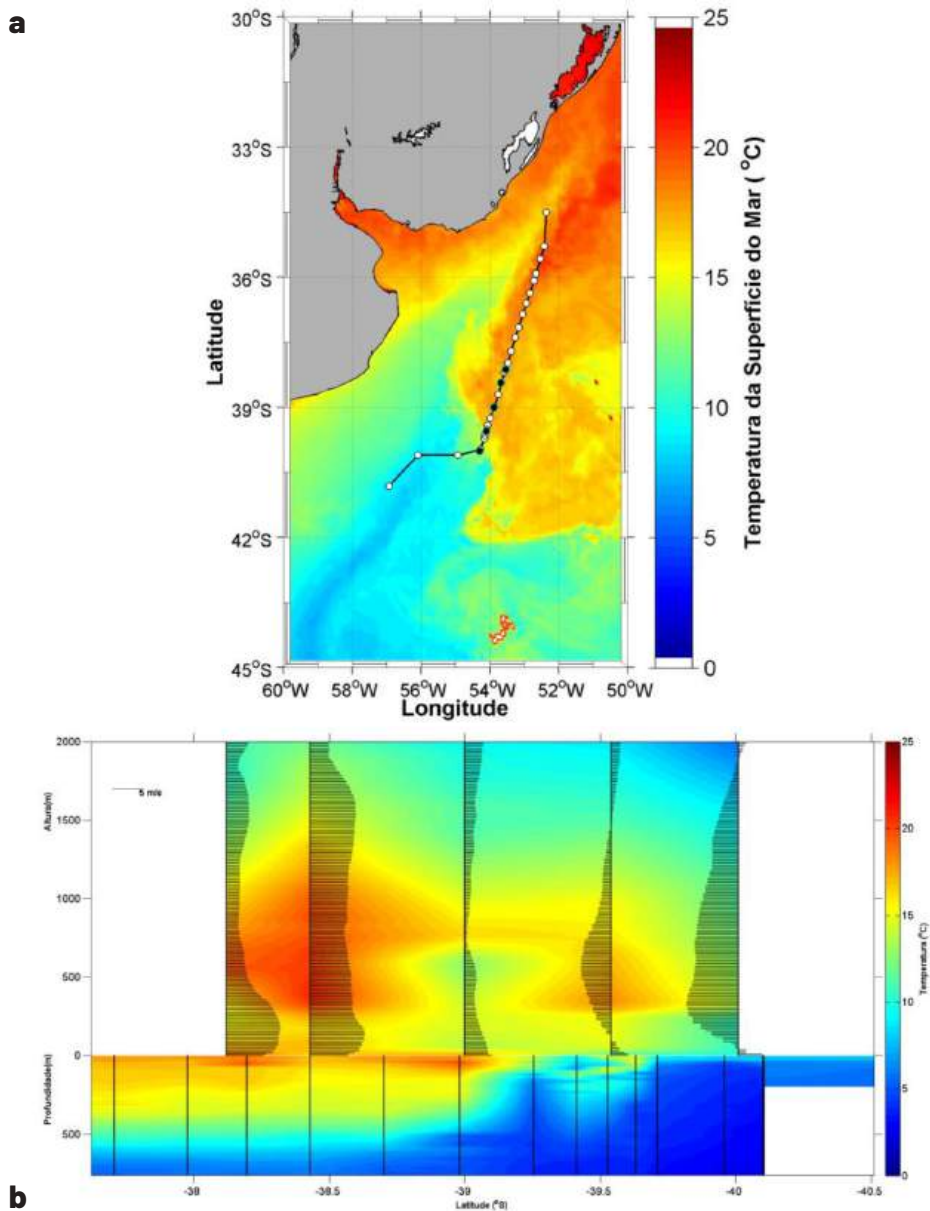 a
30°S
33°S
36°S
39°S
42°S
45°S
Latitude
60°W 58°W 56°W 54°W 52°W 50°W
Longitude
25
20
15
10
5
0
Temperatura da Superfície do Mar (°C)
2000
1500
1000
500
0
500
Altura(m)
Profundidade(m)
5 m/s
-38 -38.5 -39 -39.5 -40 -40.5
Latitude (°S)
25
20
15
10
5
0
Temperatura (°C)
b